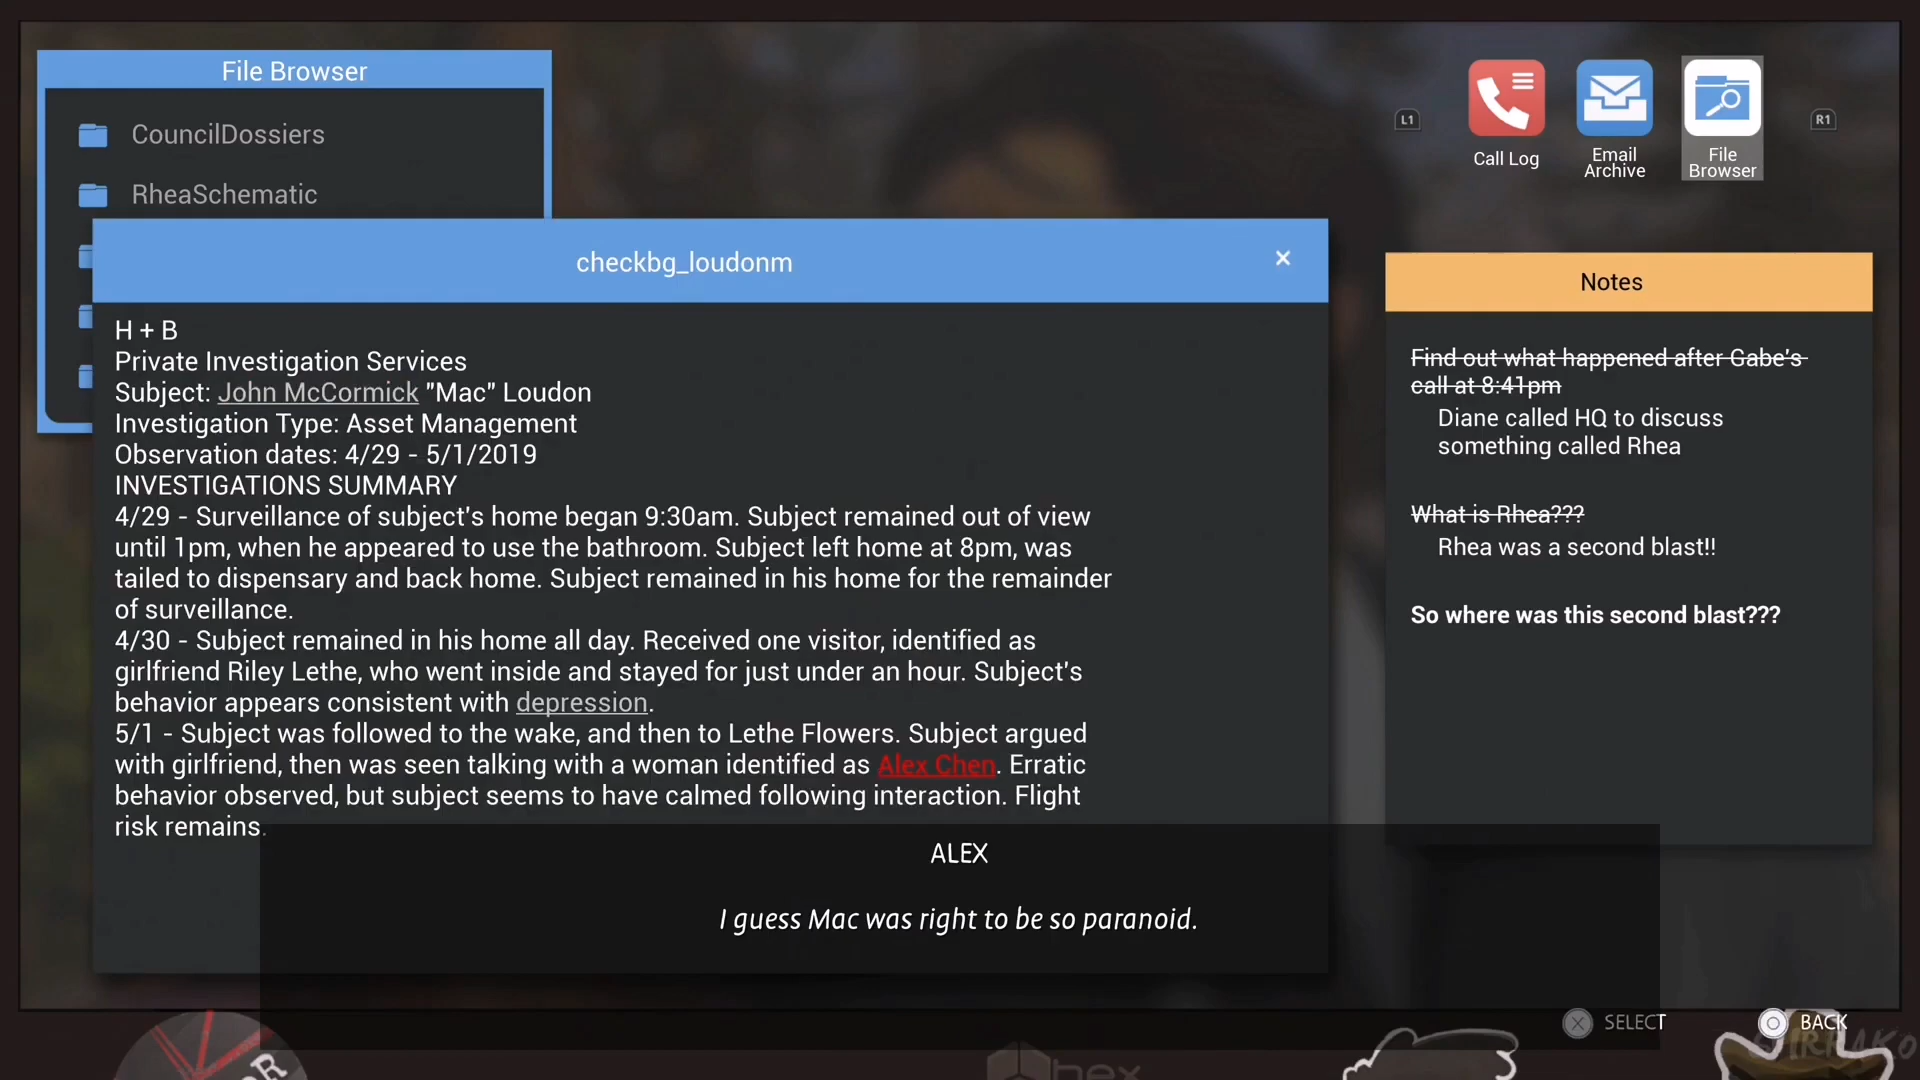 File Browser
CouncilDossiers
RheaSchematic
L1
Call Log
Email
Archive
File
Browser
R1
checkbg_loudonm
H + B
Private Investigation Services
Subject: John McCormick "Mac" Loudon
Investigation Type: Asset Management
Observation dates: 4/29 - 5/1/2019
INVESTIGATIONS SUMMARY
4/29 - Surveillance of subject's home began 9:30am. Subject remained out of view
until 1pm, when he appeared to use the bathroom. Subject left home at 8pm, was
tailed to dispensary and back home. Subject remained in his home for the remainder
of surveillance.
4/30 - Subject remained in his home all day. Received one visitor, identified as
girlfriend Riley Lethe, who went inside and stayed for just under an hour. Subject's
behavior appears consistent with depression.
5/1 - Subject was followed to the wake, and then to Lethe Flowers. Subject argued
with girlfriend, then was seen talking with a woman identified as Alex Chen. Erratic
behavior observed, but subject seems to have calmed following interaction. Flight
risk remains.
Notes
Find out what happened after Gabe's
call at 8:41pm
Diane called HQ to discuss
something called Rhea
What is Rhea???
Rhea was a second blast!!
So where was this second blast???
ALEX
I guess Mac was right to be so paranoid.
SELECT
BACK
hex